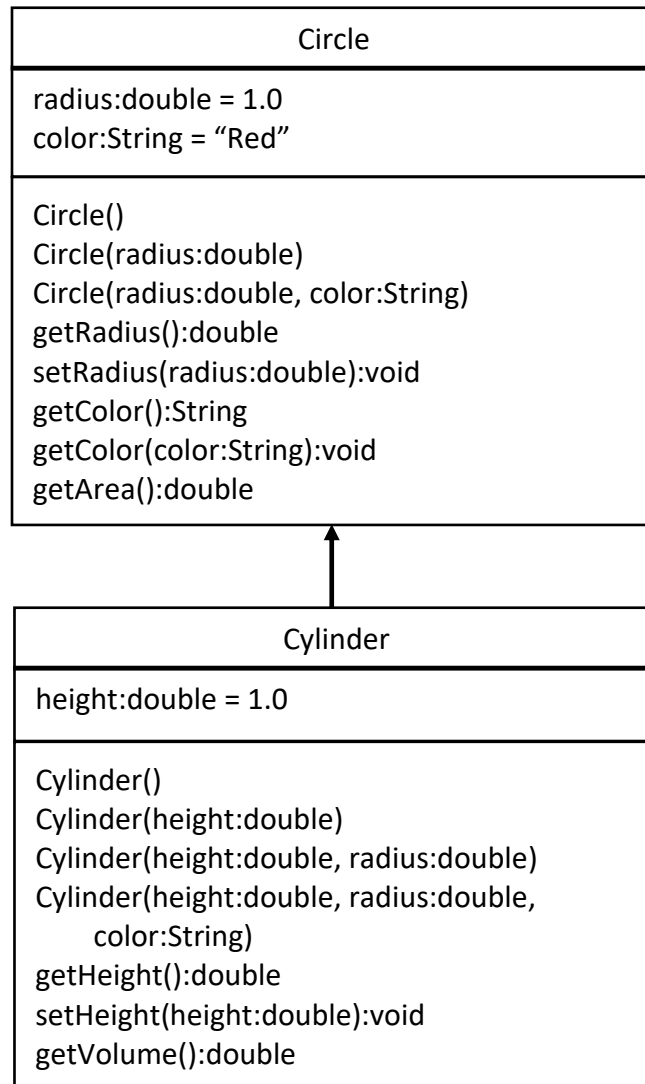 Circle
radius:double = 1.0
color:String = “Red”
Circle()
Circle(radius:double)
Circle(radius:double, color:String)
getRadius():double
setRadius(radius:double):void
getColor():String
getColor(color:String):void
getArea():double
Cylinder
height:double = 1.0
Cylinder()
Cylinder(height:double)
Cylinder(height:double, radius:double)
Cylinder(height:double, radius:double,
color:String)
getHeight():double
setHeight(height:double):void
getVolume():double